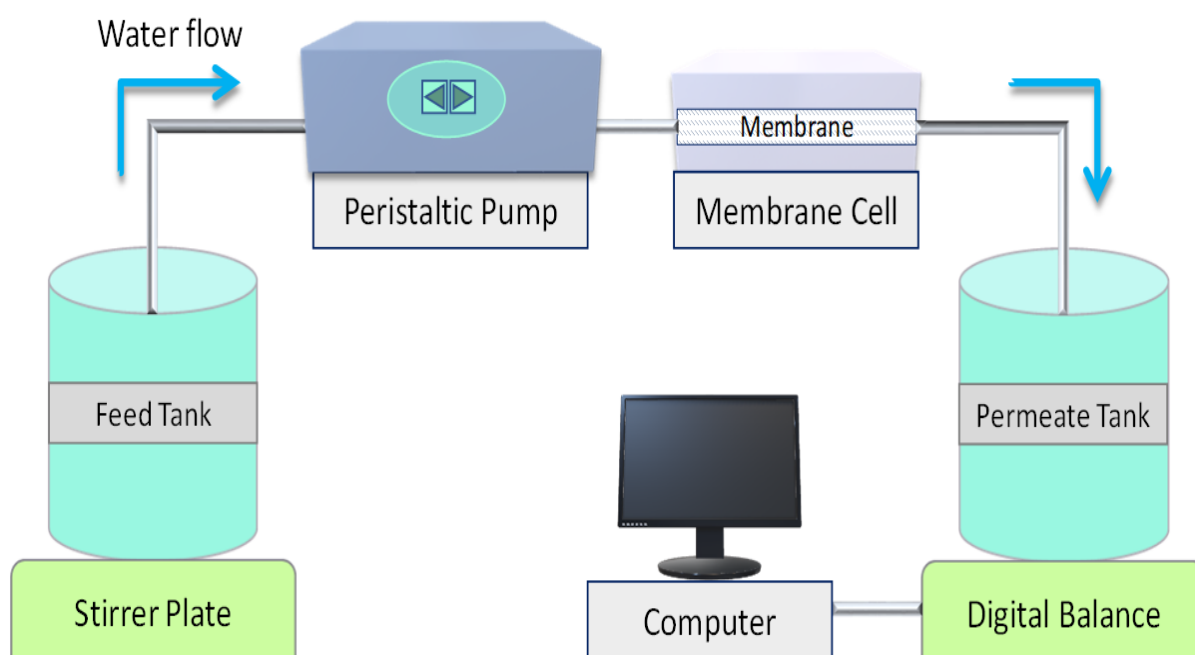 Water flow
Membrane
Peristaltic Pump
Membrane Cell
Feed Tank
Permeate Tank
Stirrer Plate
Computer
Digital Balance